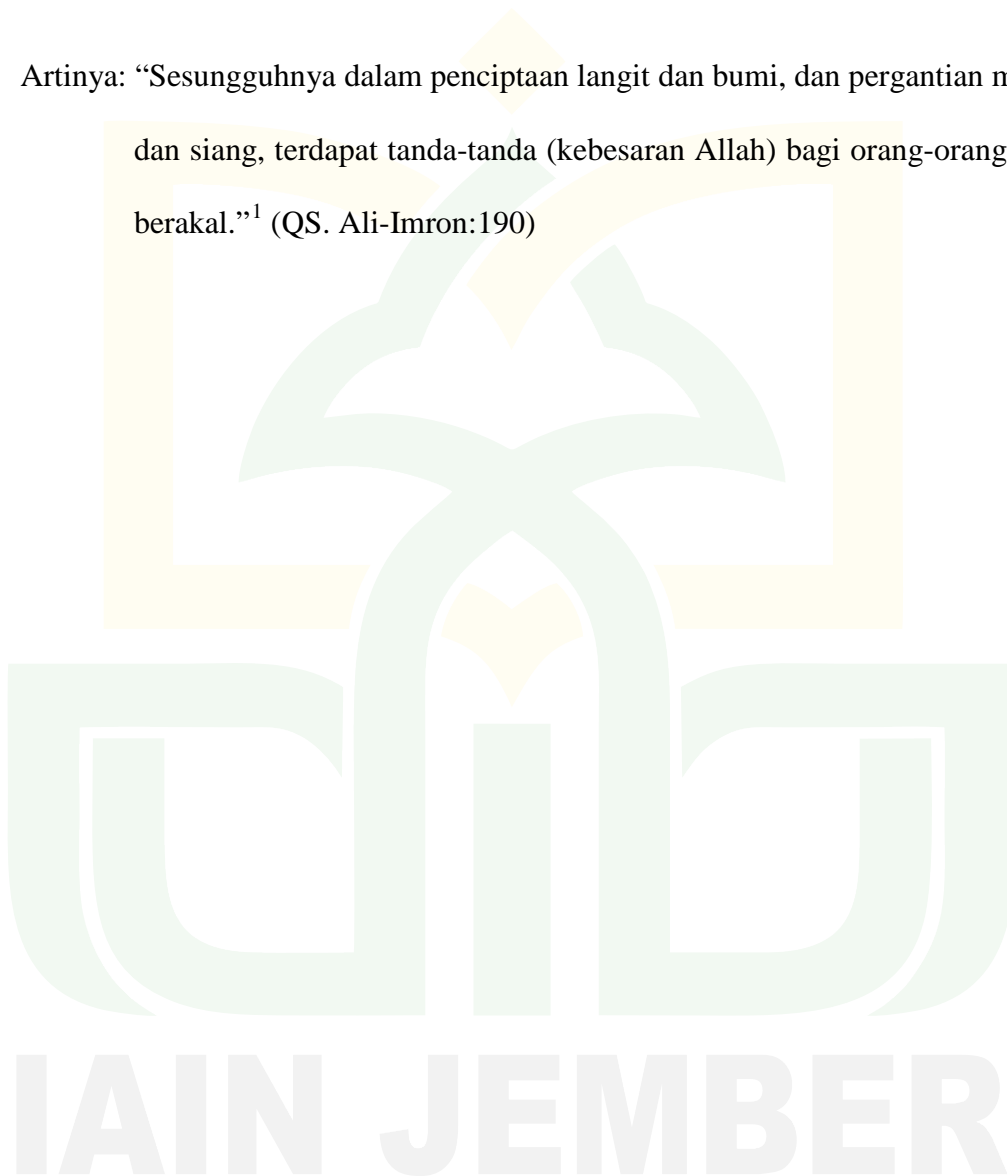 Artinya: “Sesungguhnya dalam penciptaan langit dan bumi, dan pergantian
dan siang, terdapat tanda-tanda (kebesaran Allah) bagi orang-orang
berakal.”¹ (QS. Ali-Imron:190)
IAIN JEMBER